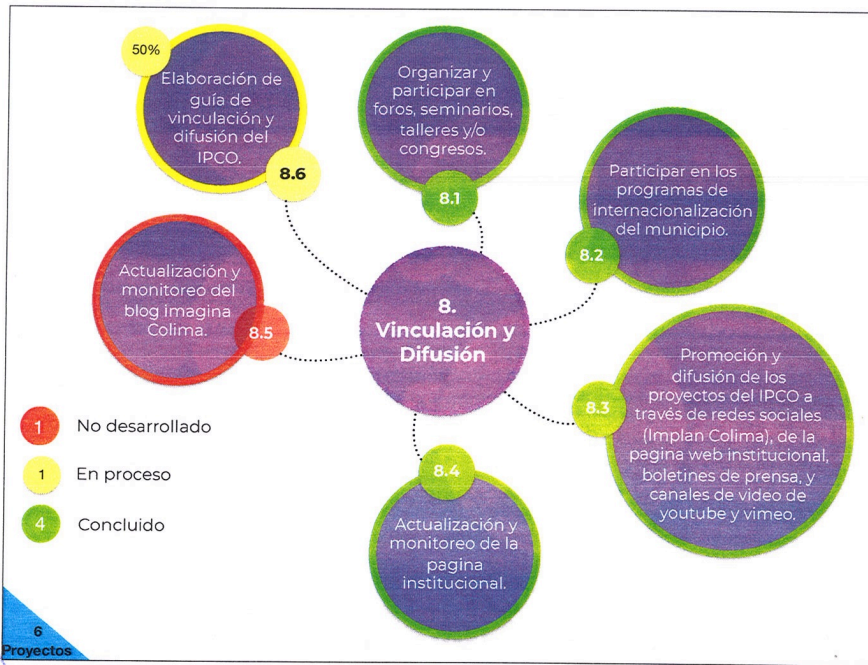 50%
Elaboración de
guía de
vinculación y
difusión del
IPCO.
8.6
Organizar y
participar en
foros, seminarios,
talleres y/o
congresos.
8.1
Participar en los
programas de
internacionalización
del municipio.
8.2
Actualización y
monitoreo del
blog imagina
Colima.
8.5
8.
Vinculación y
Difusión
Promoción y
difusión de los
proyectos del IPCO a
través de redes sociales
(Implan Colima), de la
pagina web institucional,
boletines de prensa, y
canales de video de
youtube y vimeo.
8.3
8.4
Actualización y
monitoreo de la
pagina
institucional.
1 No desarrollado
1 En proceso
4 Concluido
6
Proyectos